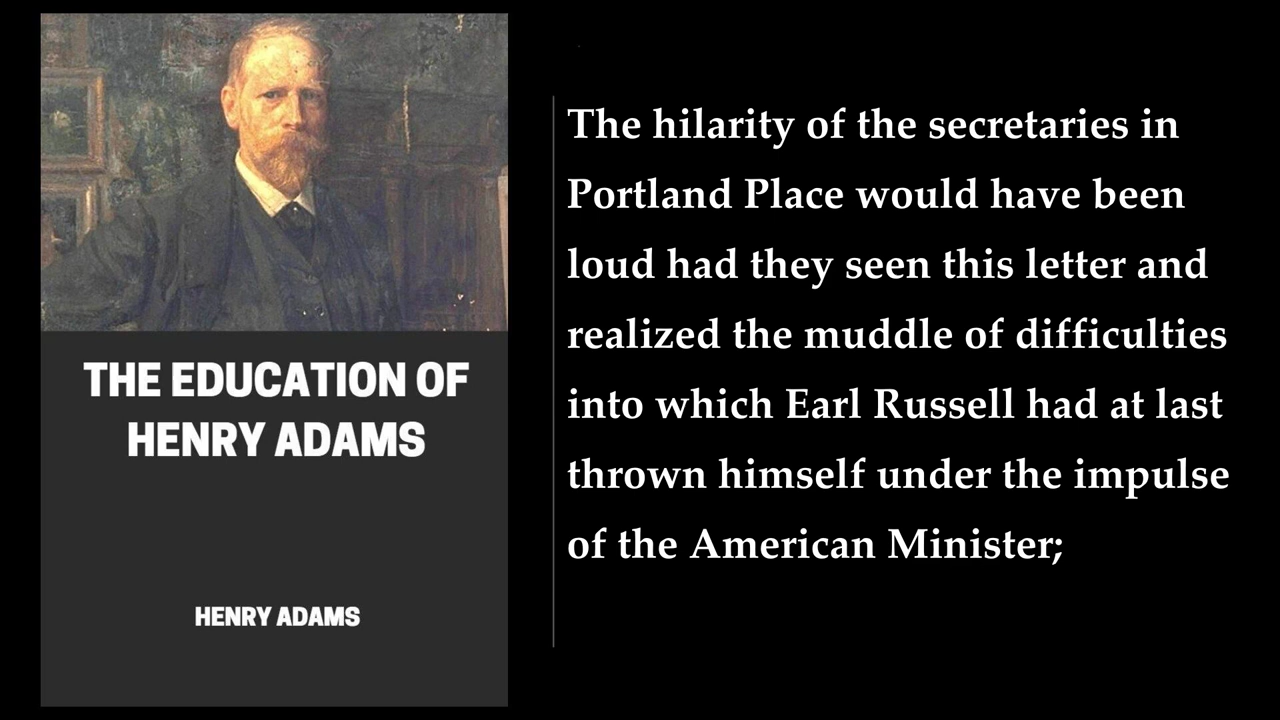 THE EDUCATION OF
HENRY ADAMS
HENRY ADAMS
The hilarity of the secretaries in
Portland Place would have been
loud had they seen this letter and
realized the muddle of difficulties
into which Earl Russell had at last
thrown himself under the impulse
of the American Minister;